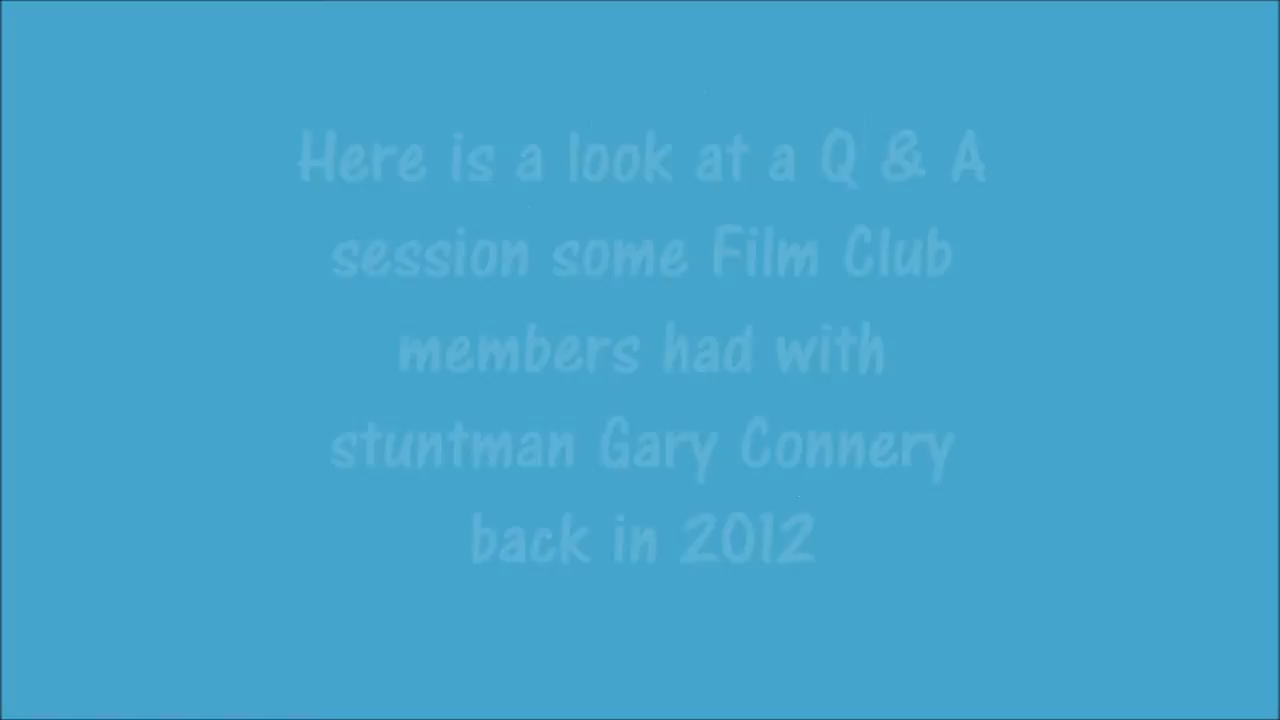 Here is a look at a Q & A
session some Film Club
members had with
stuntman Gary Connery
back in 2012